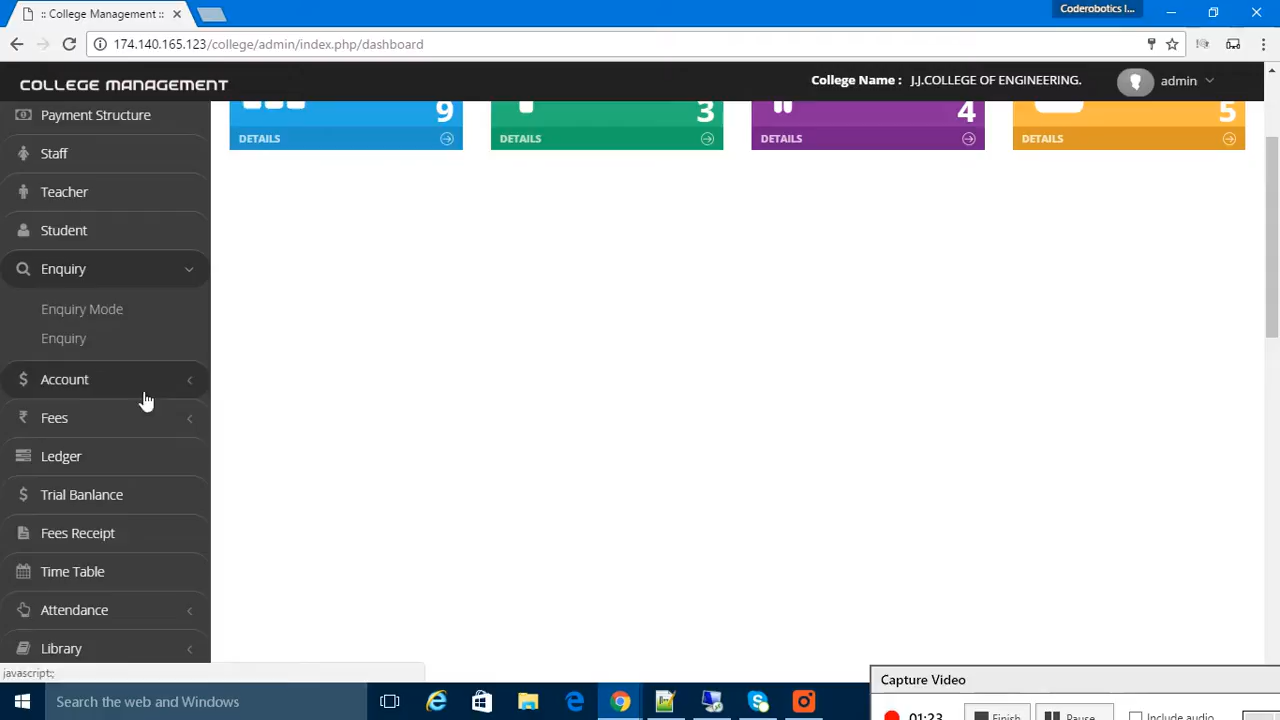 :: College Management ::
Coderobotics I...
174.140.165.123/college/admin/index.php/dashboard
COLLEGE MANAGEMENT
College Name : J.J.COLLEGE OF ENGINEERING.
admin
Payment Structure
9
3
4
5
DETAILS
DETAILS
DETAILS
DETAILS
Staff
Teacher
Student
Enquiry
Enquiry Mode
Enquiry
Account
Fees
Ledger
Trial Banlance
Fees Receipt
Time Table
Attendance
Library
javascript:;
Capture Video
Search the web and Windows
01:23
Finish
Pause
Include audio